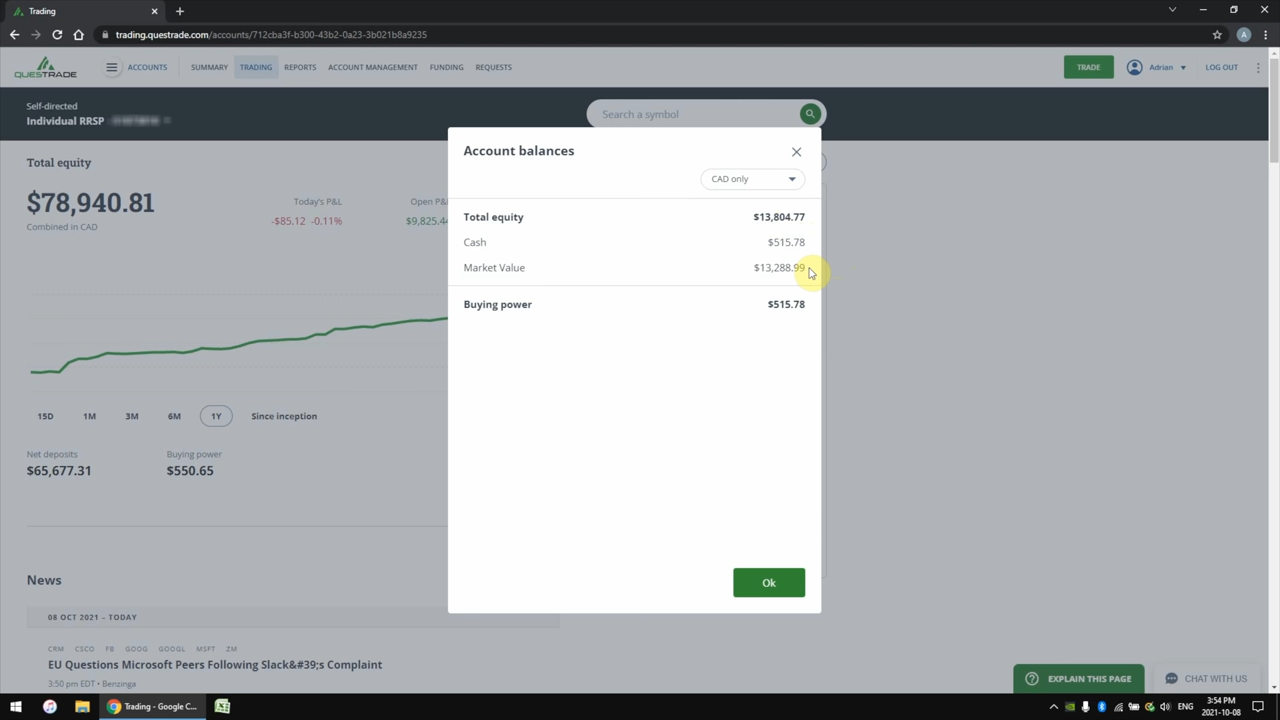 Trading
trading.questrade.com/accounts/712cba3f-b300-43b2-0a23-3b021b8a9235
A
QUESTRADE
ACCOUNTS
SUMMARY
TRADING
REPORTS
ACCOUNT MANAGEMENT
FUNDING
REQUESTS
TRADE
Adrian
LOG OUT
Self-directed
Individual RRSP
Search a symbol
Total equity
$78,940.81
Combined in CAD
Today's P&L
-$85.12 -0.11%
Open P&
$9,825.4
15D
1M
3M
6M
1Y
Since inception
Net deposits
$65,677.31
Buying power
$550.65
Account balances
CAD only
Total equity
$13,804.77
Cash
$515.78
Market Value
$13,288.99
Buying power
$515.78
Ok
News
08 OCT 2021 – TODAY
CRM CSCO FB GOOG GOOGL MSFT ZM
EU Questions Microsoft Peers Following Slack&#39;s Complaint
3:50 pm EDT • Benzinga
EXPLAIN THIS PAGE
CHAT WITH US
Trading - Google C...
ENG
3:54 PM
2021-10-08